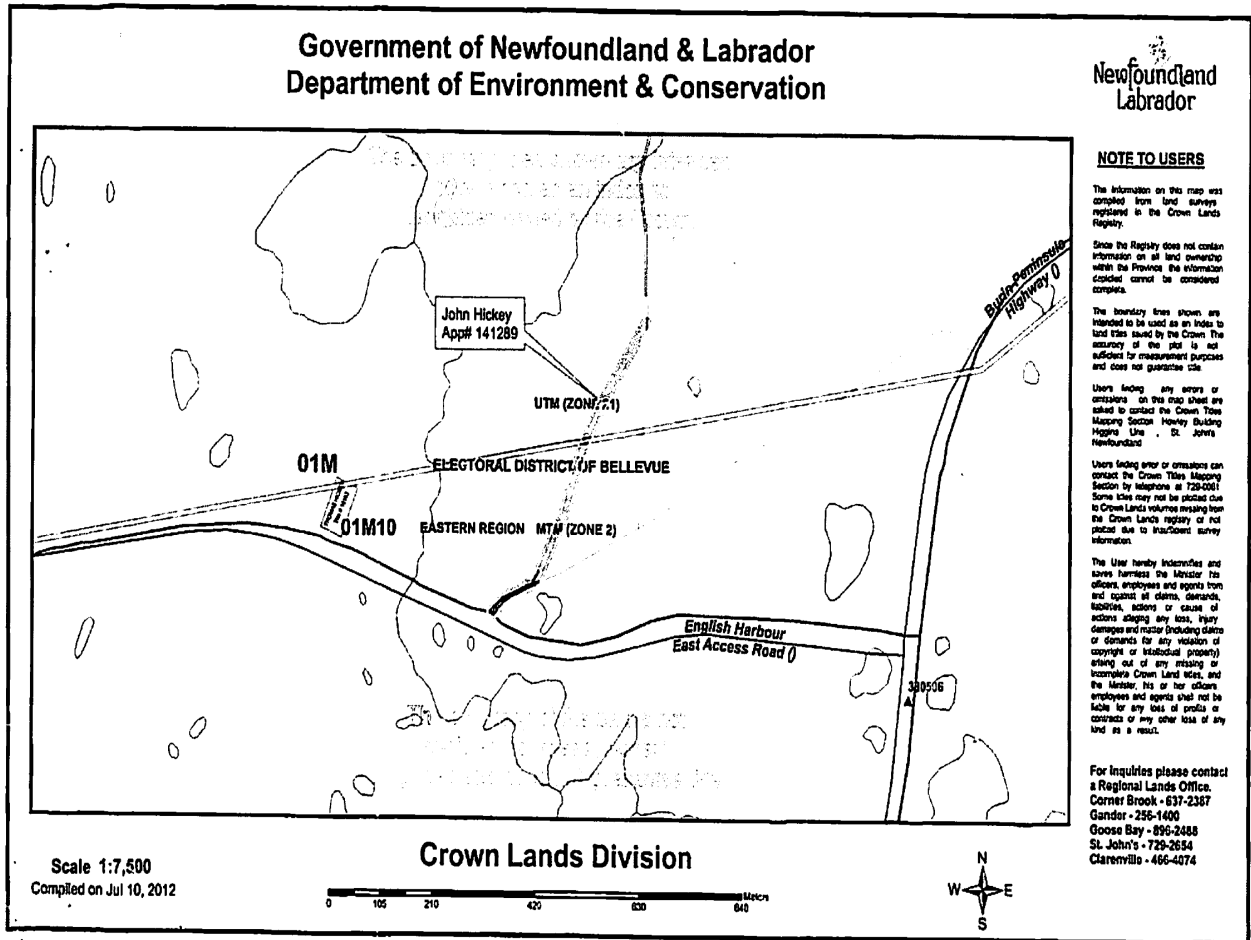 Government of Newfoundland & Labrador
Department of Environment & Conservation
Newfoundland
Labrador
NOTE TO USERS
The information on this map was
compiled from land surveys
registered in the Crown Lands
Registry.
Since the Registry does not contain
information on all land ownership
within the Province the information
depicted cannot be considered
complete.
The boundary lines shown are
intended to be used as an index to
land titles issued by the Crown The
accuracy of the plot is not
sufficient for measurement purposes
and does not guarantee title
Users finding any errors or
omissions on this map sheet are
asked to contact the Crown Titles
Mapping Section Howley Building
Higgins Line , St. John's
Newfoundland
Users finding error or omissions can
contact the Crown Titles Mapping
Section by telephone at
Some titles may not be plotted due
to Crown Lands volumes missing from
the Crown Lands registry or not
plotted due to insufficient survey
information.
The User hereby indemnifies and
saves harmless the Minister his
officers, employees and agents from
and against all claims, demands,
liabilities, actions or cause of
actions alleging any loss, injury
damages and matter (including claims
or demands for any violation of
copyright or intellectual property)
arising out of any missing or
incomplete Crown Land titles, and
the Minister, his or her officers
employees and agents shall not be
liable for any loss of profits or
contracts or any other loss of any
kind as a result.
For Inquiries please contact
a Regional Lands Office.
Corner Brook - 637-2387
Gander - 256-1400
Goose Bay - 896-2488
St. John's - 729-2654
Clarenville - 466-4074
Burin Peninsula
Highway ()
John Hickey
App# 141289
UTM (ZONE 21)
01M
ELECTORAL DISTRICT OF BELLEVUE
01M10
EASTERN REGION MTM (ZONE 2)
English Harbour
East Access Road ()
Scale 1:7,500
Compiled on Jul 10, 2012
Crown Lands Division
Meters
0 105 210 420 630 840
N
W E
S